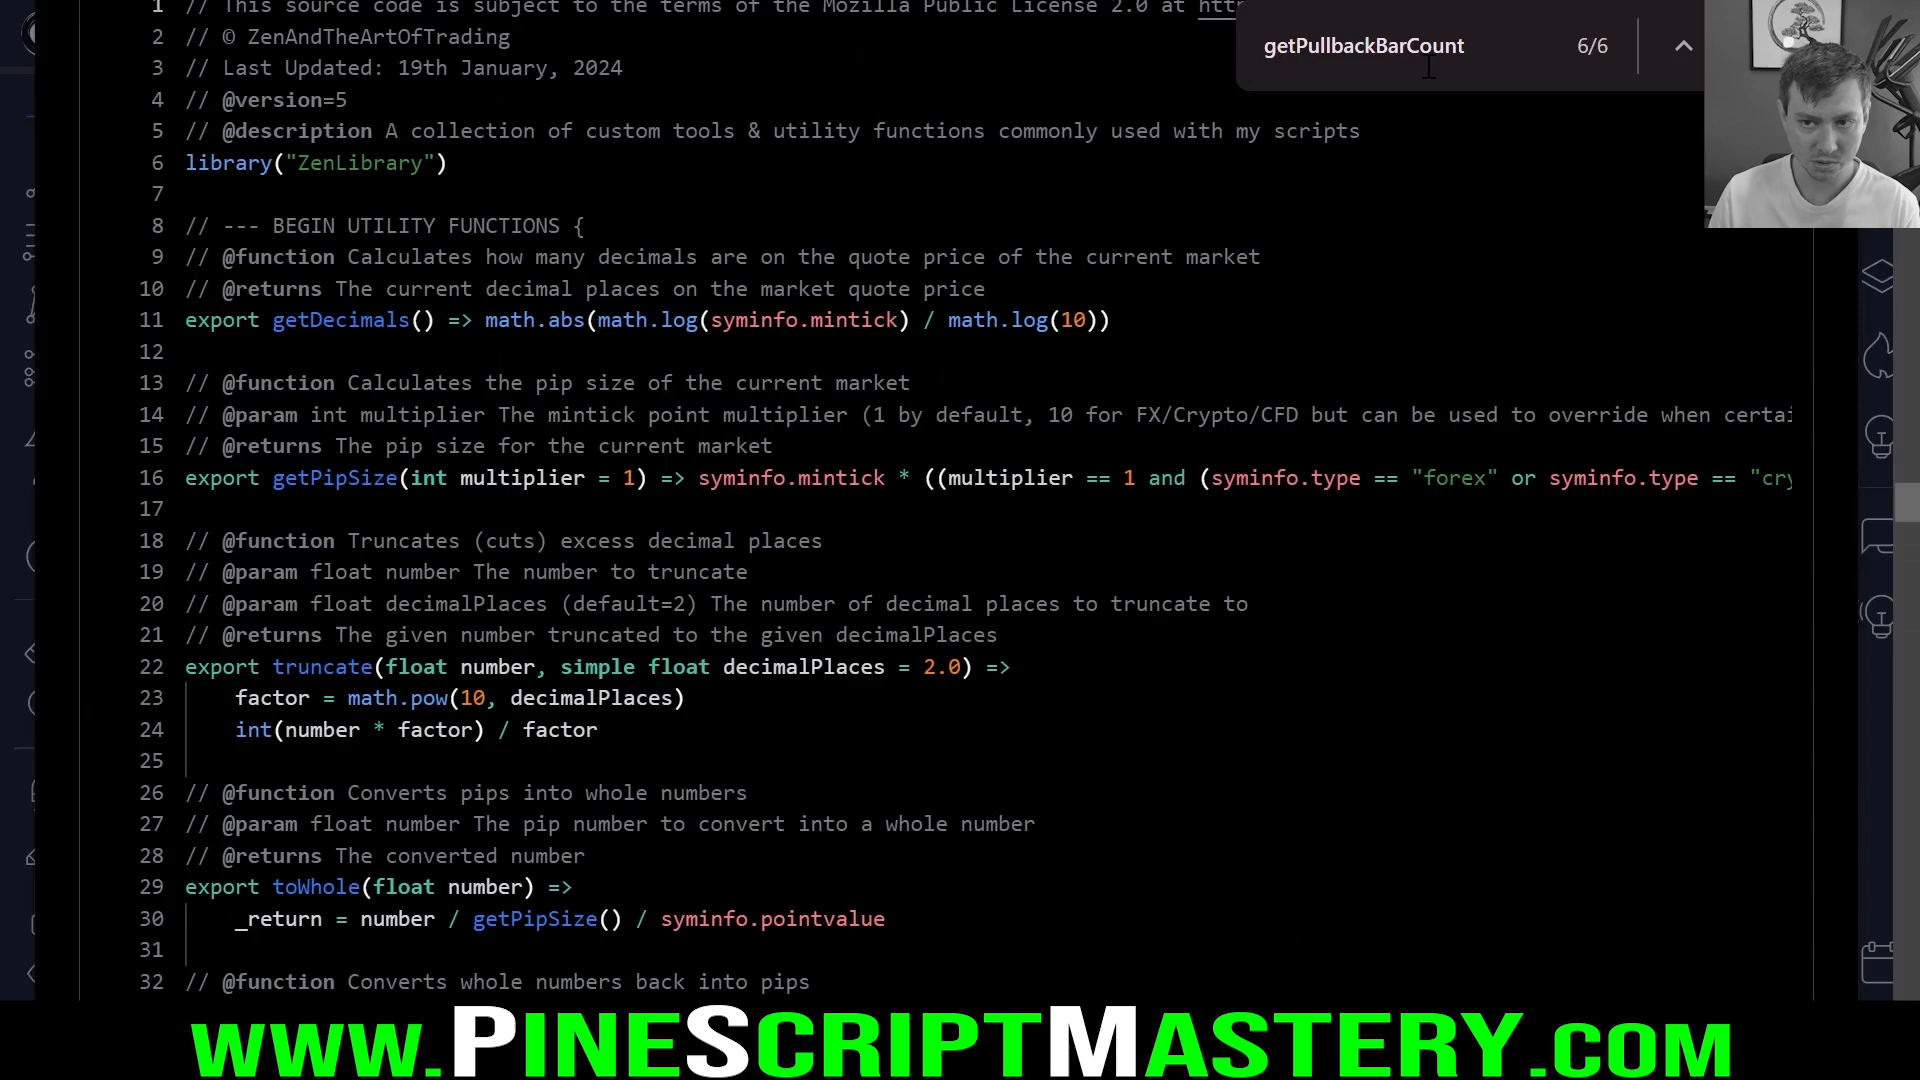 1 // This source code is subject to the terms of the Mozilla Public License 2.0 at
getPullbackBarCount 6/6
2 // © ZenAndTheArtOfTrading
3 // Last Updated: 19th January, 2024
4 // @version=5
5 // @description A collection of custom tools & utility functions commonly used with my scripts
6 library("ZenLibrary")
7
8 // --- BEGIN UTILITY FUNCTIONS {
9 // @function Calculates how many decimals are on the quote price of the current market
10 // @returns The current decimal places on the market quote price
11 export getDecimals() => math.abs(math.log(syminfo.mintick) / math.log(10))
12
13 // @function Calculates the pip size of the current market
14 // @param int multiplier The mintick point multiplier (1 by default, 10 for FX/Crypto/CFD but can be used to override when certai
15 // @returns The pip size for the current market
16 export getPipSize(int multiplier = 1) => syminfo.mintick * ((multiplier == 1 and (syminfo.type == "forex" or syminfo.type == "cry
17
18 // @function Truncates (cuts) excess decimal places
19 // @param float number The number to truncate
20 // @param float decimalPlaces (default=2) The number of decimal places to truncate to
21 // @returns The given number truncated to the given decimalPlaces
22 export truncate(float number, simple float decimalPlaces = 2.0) =>
23 factor = math.pow(10, decimalPlaces)
24 int(number * factor) / factor
25
26 // @function Converts pips into whole numbers
27 // @param float number The pip number to convert into a whole number
28 // @returns The converted number
29 export toWhole(float number) =>
30 _return = number / getPipSize() / syminfo.pointvalue
31
32 // @function Converts whole numbers back into pips
www.PineScriptMastery.com